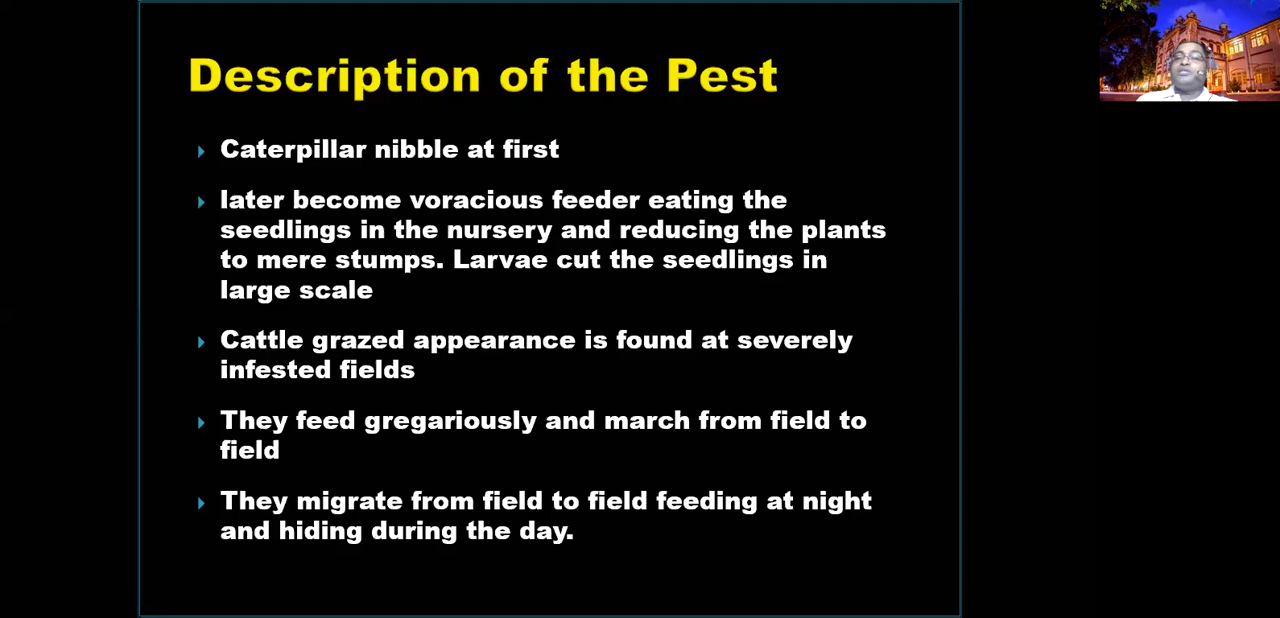 Description of the Pest
Caterpillar nibble at first
later become voracious feeder eating the
seedlings in the nursery and reducing the plants
to mere stumps. Larvae cut the seedlings in
large scale
Cattle grazed appearance is found at severely
infested fields
They feed gregariously and march from field to
field
They migrate from field to field feeding at night
and hiding during the day.